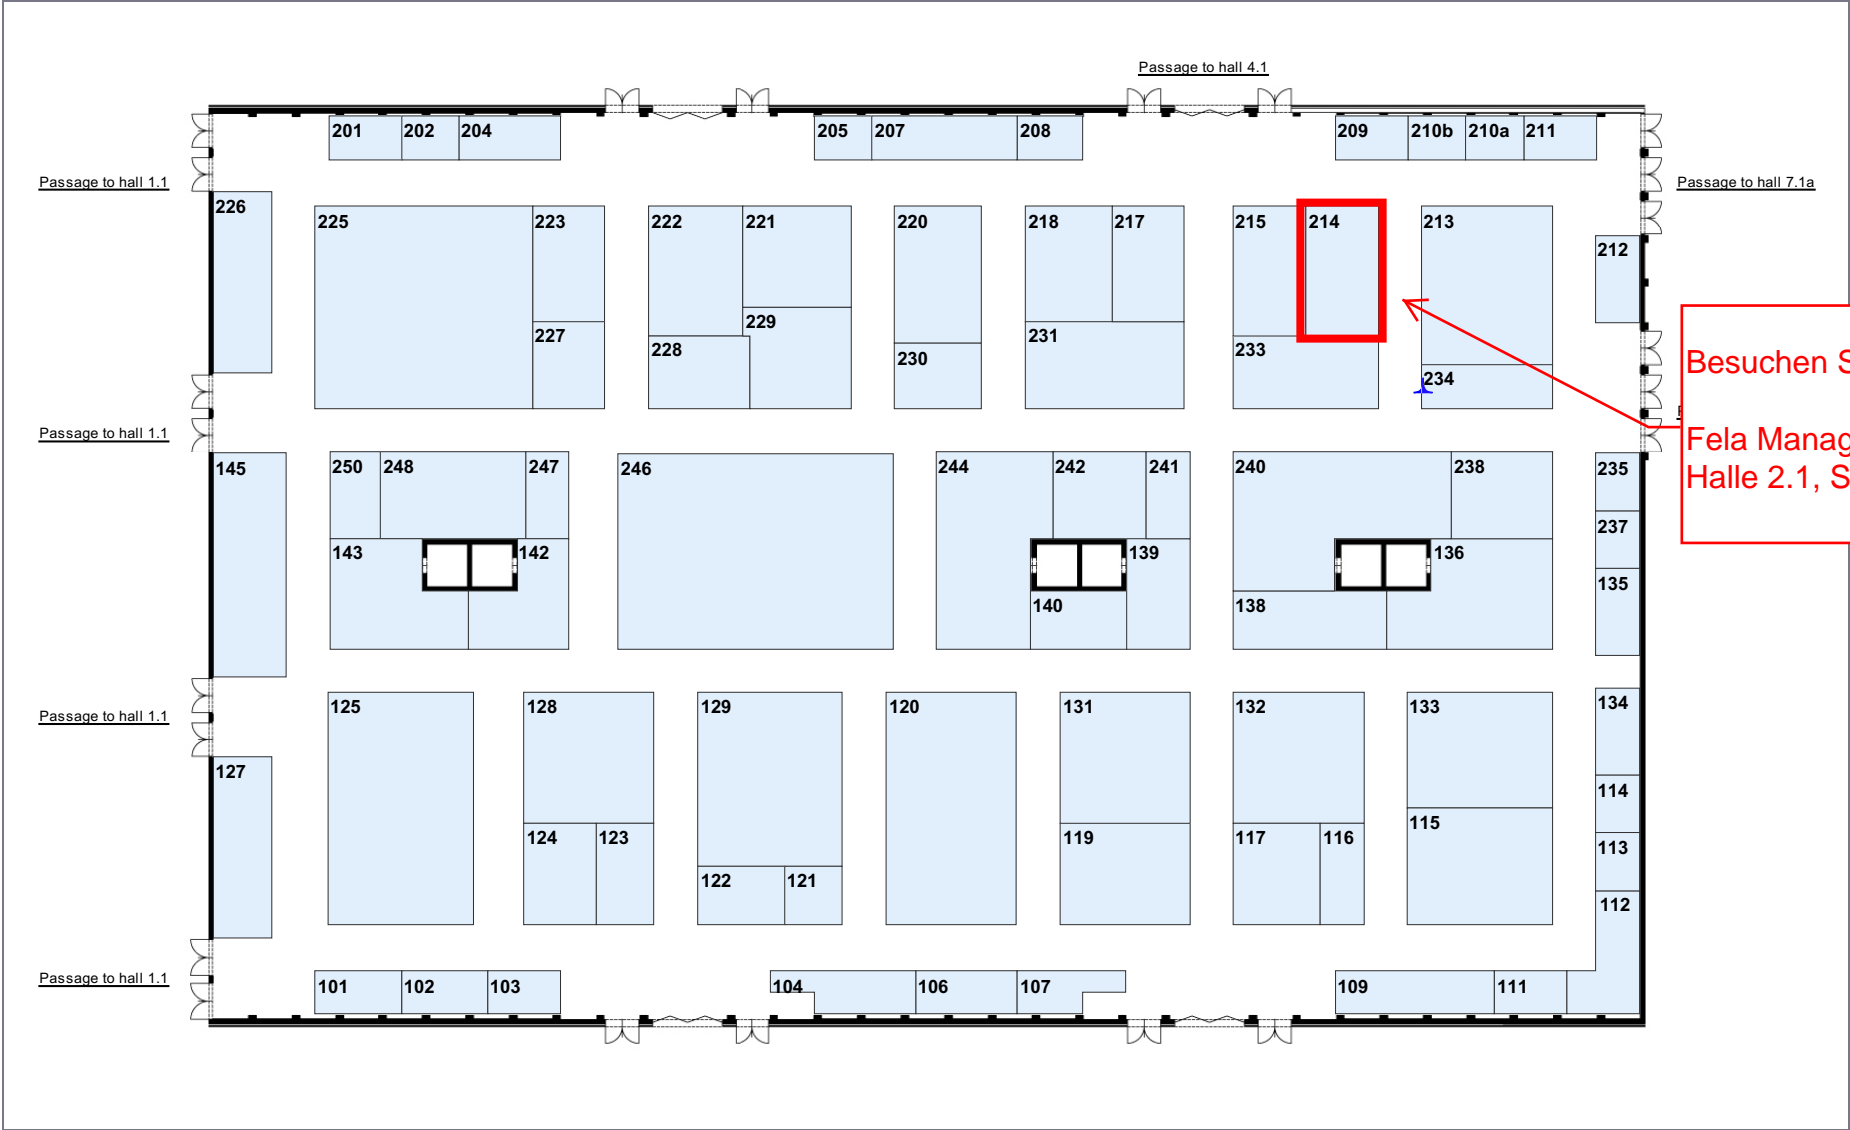 Passage to hall 4.1
201 202 204 205 207 208 209 210b 210a 211
Passage to hall 1.1
Passage to hall 7.1a
226 225 223 222 221 220 218 217 215 214 213
212
229
227 228 230 231 233
234
Besuchen
Passage to hall 1.1
Fela
Halle 2.1,
145 250 248 247 246 244 242 241 240 238 235
237
143 142 139 136
135
140 138
125 128 129 120 131 132 133 134
Passage to hall 1.1
127
114
115
124 123 119 117 116
113
122 121
112
Passage to hall 1.1
101 102 103 104 106 107 109 111